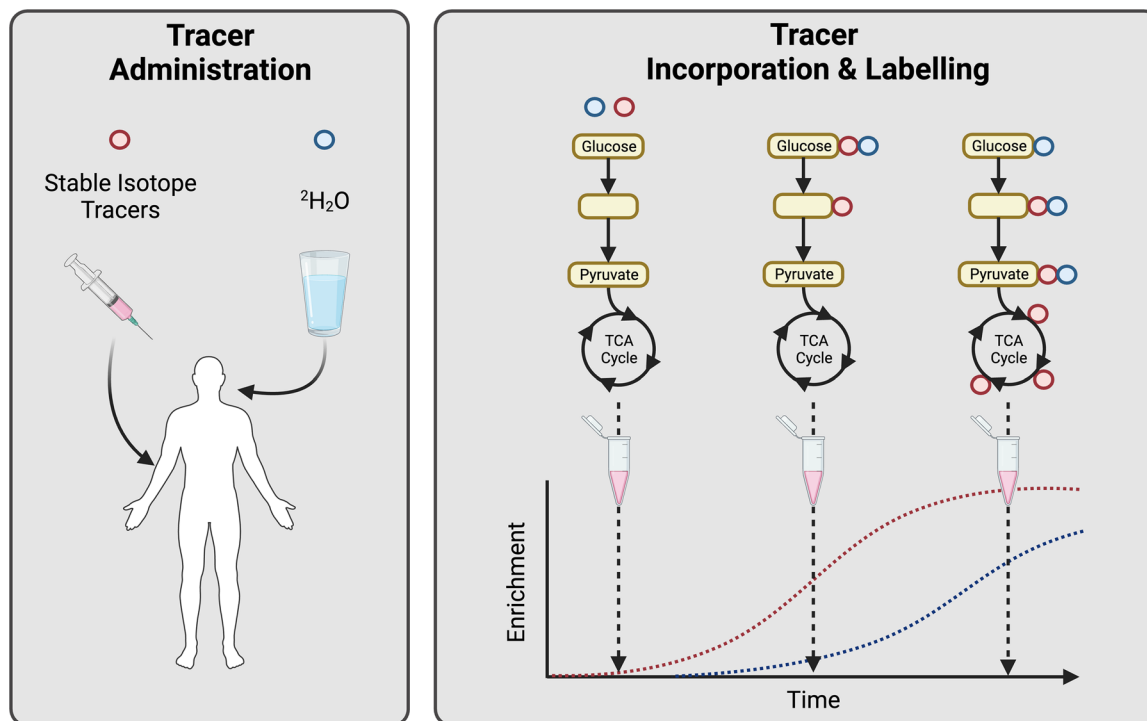 Tracer
Administration
Stable Isotope
Tracers
²H₂O
Tracer
Incorporation & Labelling
Glucose
Pyruvate
TCA
Cycle
Glucose
Pyruvate
TCA
Cycle
Glucose
Pyruvate
TCA
Cycle
Enrichment
Time